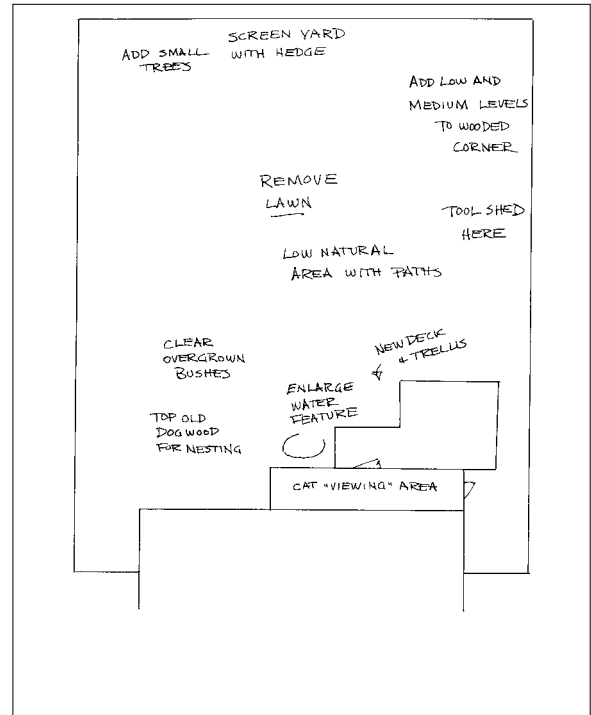 SCREEN YARD
WITH HEDGE
ADD SMALL
TREES
ADD LOW AND
MEDIUM LEVELS
TO WOODED
CORNER
REMOVE
LAWN
TOOL SHED
HERE
LOW NATURAL
AREA WITH PATHS
CLEAR
OVERGROWN
BUSHES
NEW DECK
& TRELLIS
ENLARGE
WATER
FEATURE
TOP OLD
DOGWOOD
FOR NESTING
CAT "VIEWING" AREA